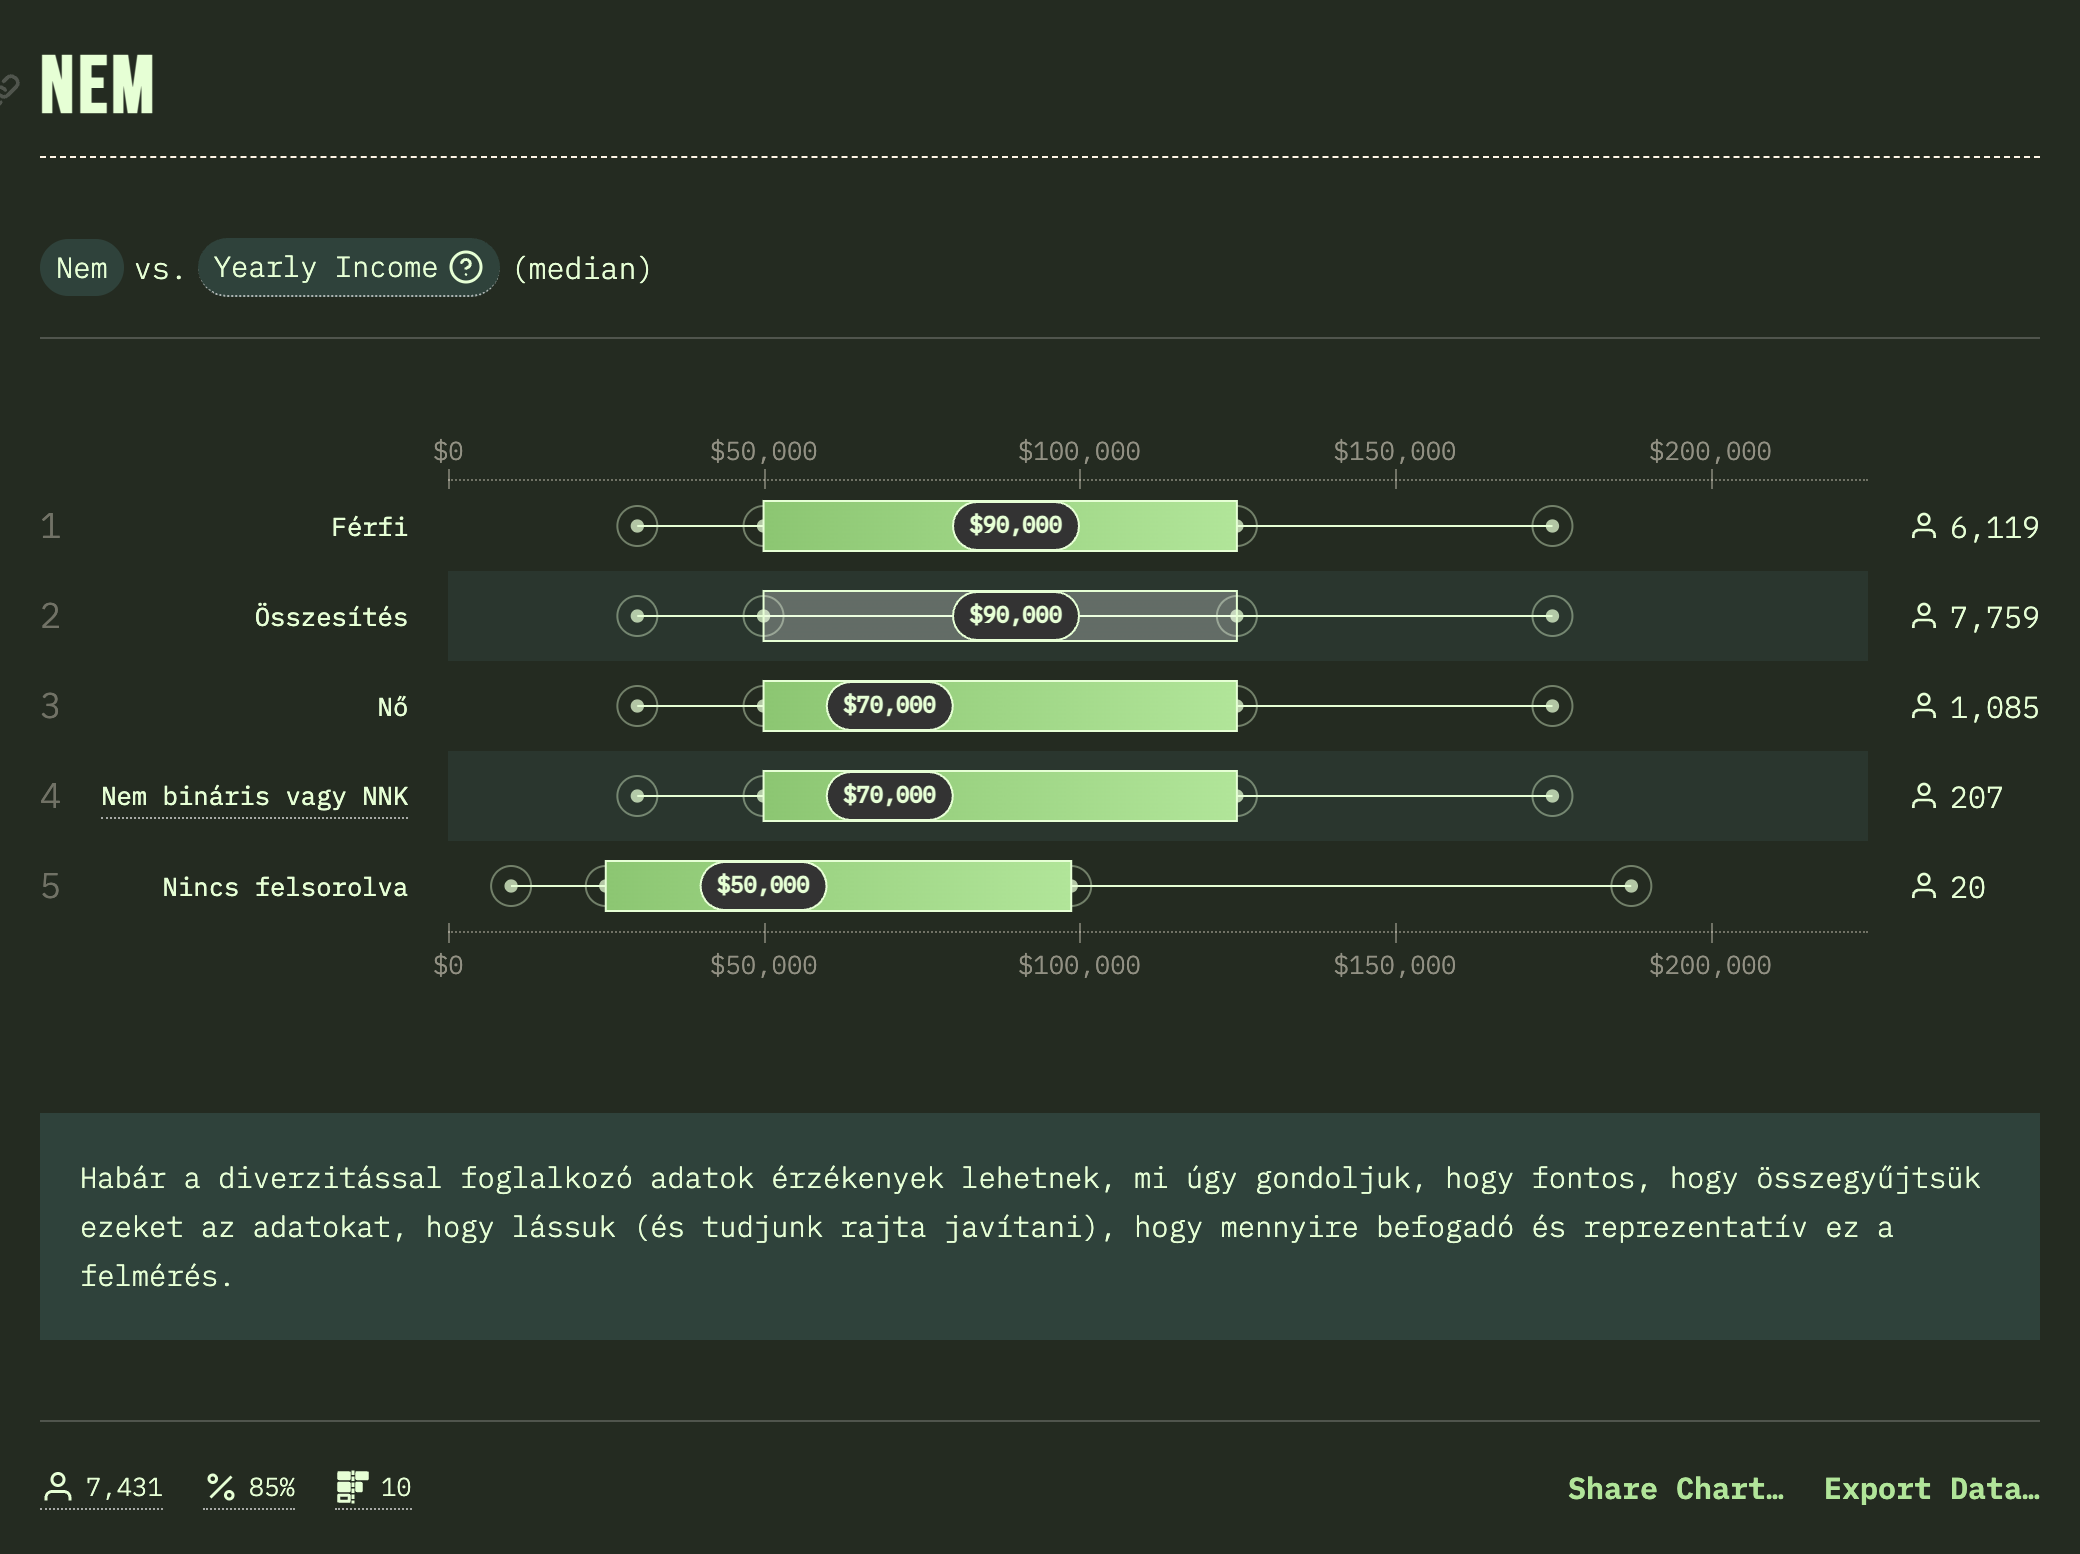 NEM
Nem vs. Yearly Income (median)
$0 $50,000 $100,000 $150,000 $200,000
1 Férfi $90,000 6,119
2 Összesítés $90,000 7,759
3 Nő $70,000 1,085
4 Nem bináris vagy NNK $70,000 207
5 Nincs felsorolva $50,000 20
$0 $50,000 $100,000 $150,000 $200,000
Habár a diverzitással foglalkozó adatok érzékenyek lehetnek, mi úgy gondoljuk, hogy fontos, hogy összegyűjtsük
ezeket az adatokat, hogy lássuk (és tudjunk rajta javítani), hogy mennyire befogadó és reprezentatív ez a
felmérés.
7,431 85% 10 Share Chart… Export Data…